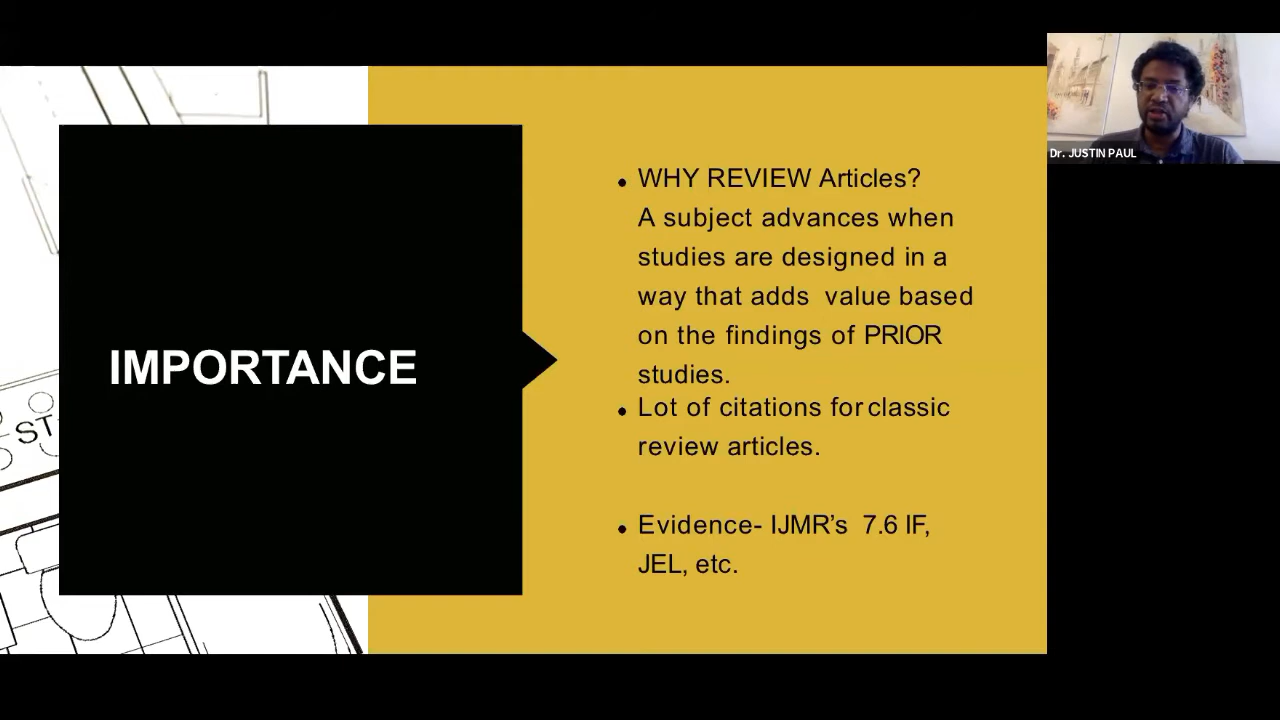 Dr. JUSTIN PAUL
ST
IMPORTANCE
• WHY REVIEW Articles?
A subject advances when
studies are designed in a
way that adds value based
on the findings of PRIOR
studies.
• Lot of citations for classic
review articles.
• Evidence- IJMR’s 7.6 IF,
JEL, etc.